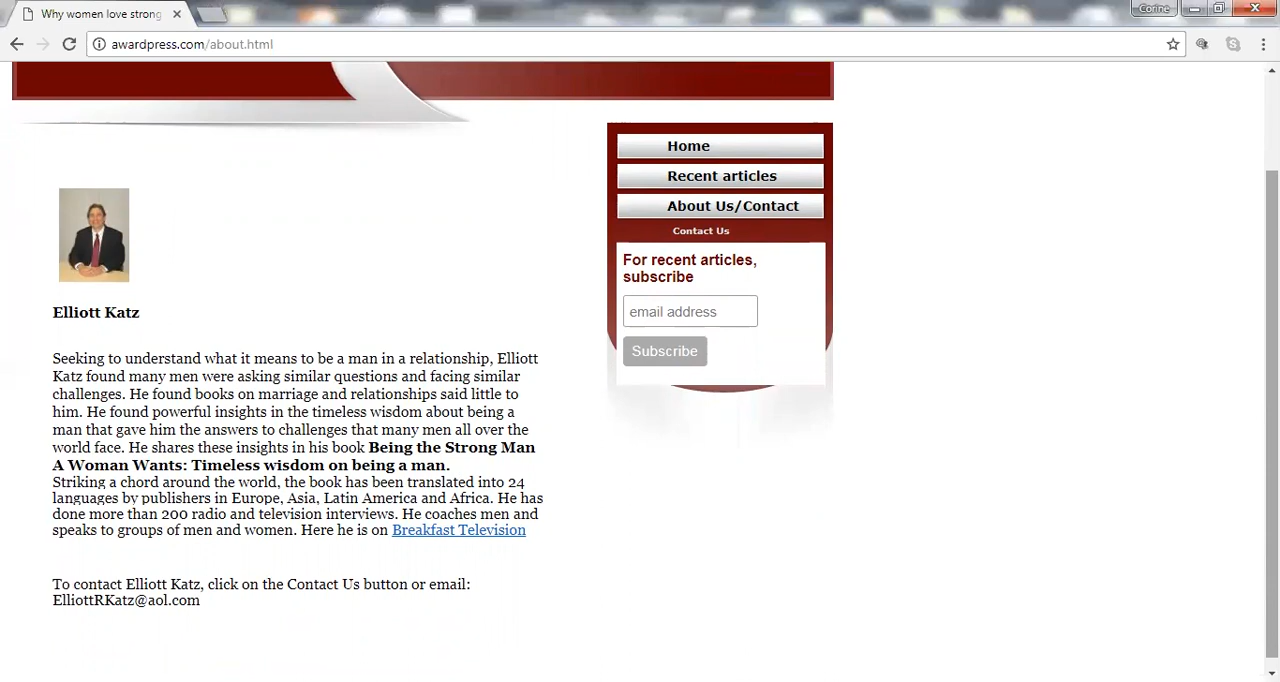 Why women love strong
Corine
awardpress.com/about.html
Home
Recent articles
About Us/Contact
Contact Us
For recent articles,
subscribe
email address
Subscribe
Elliott Katz
Seeking to understand what it means to be a man in a relationship, Elliott
Katz found many men were asking similar questions and facing similar
challenges. He found books on marriage and relationships said little to
him. He found powerful insights in the timeless wisdom about being a
man that gave him the answers to challenges that many men all over the
world face. He shares these insights in his book Being the Strong Man
A Woman Wants: Timeless wisdom on being a man.
Striking a chord around the world, the book has been translated into 24
languages by publishers in Europe, Asia, Latin America and Africa. He has
done more than 200 radio and television interviews. He coaches men and
speaks to groups of men and women. Here he is on Breakfast Television
To contact Elliott Katz, click on the Contact Us button or email:
ElliottRKatz@aol.com